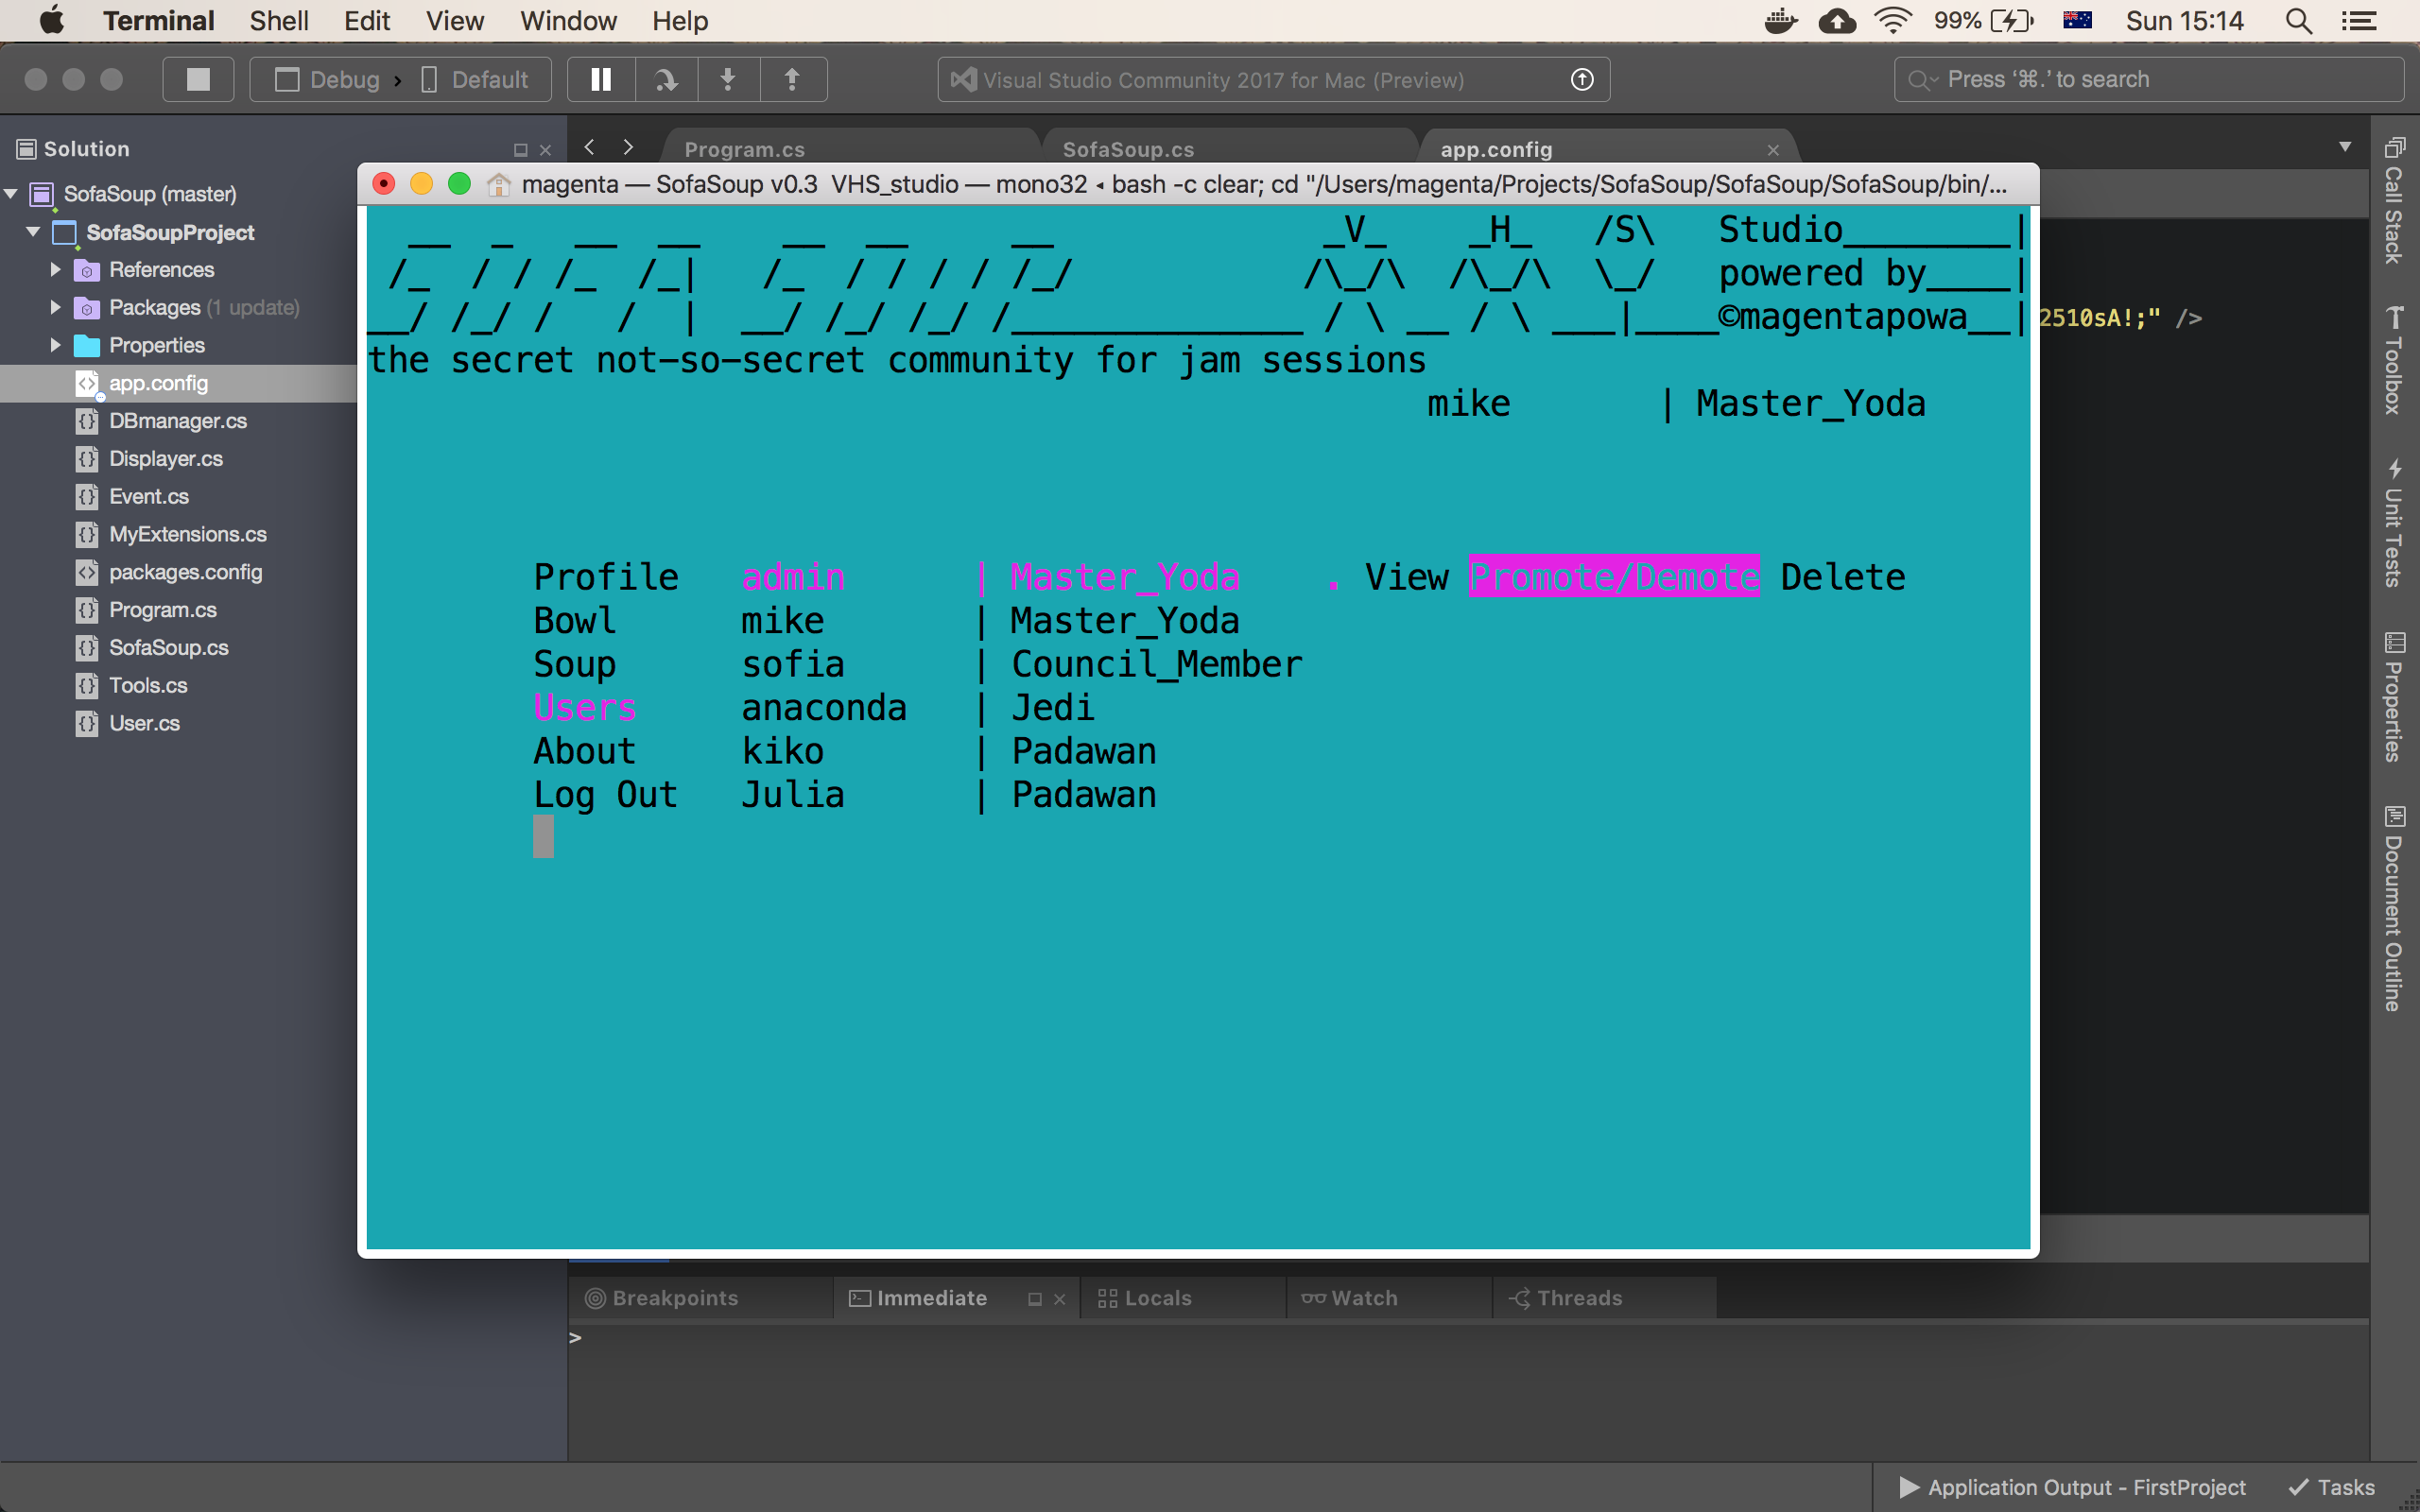 Terminal Shell Edit View Window Help 99% Sun 15:14
Debug › Default Visual Studio Community 2017 for Mac (Preview) Press ‘⌘.’ to search
Solution
Program.cs SofaSoup.cs app.config
SofaSoup (master)
SofaSoupProject
References
Packages (1 update)
Properties
app.config
DBmanager.cs
Displayer.cs
Event.cs
MyExtensions.cs
packages.config
Program.cs
SofaSoup.cs
Tools.cs
User.cs
magenta — SofaSoup v0.3 VHS_studio — mono32 ◂ bash -c clear; cd "/Users/magenta/Projects/SofaSoup/SofaSoup/SofaSoup/bin/...
_V_ _H_ /S\ Studio________|
powered by____|
©magentapowa__|
the secret not-so-secret community for jam sessions
mike | Master_Yoda
Profile admin | Master_Yoda . View Promote/Demote Delete
Bowl mike | Master_Yoda
Soup sofia | Council_Member
Users anaconda | Jedi
About kiko | Padawan
Log Out Julia | Padawan
2510sA!;" />
Call Stack
Toolbox
Unit Tests
Properties
Document Outline
Breakpoints Immediate Locals Watch Threads
>
Application Output - FirstProject Tasks